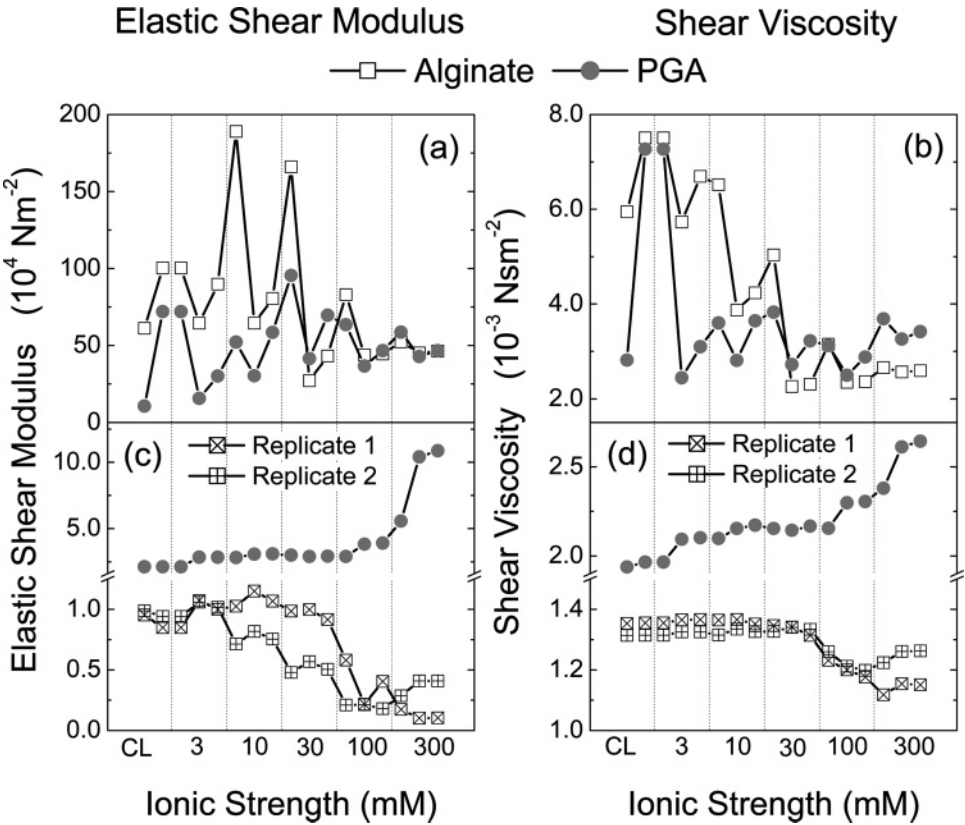 Elastic Shear Modulus Shear Viscosity
Alginate PGA
(a)
200
150
100
50
0
(b)
8.0
6.0
4.0
2.0
Elastic Shear Modulus (10⁴ Nm⁻²)
Shear Viscosity (10⁻³ Nsm⁻²)
(c)
Replicate 1
Replicate 2
10.0
5.0
1.0
0.5
0.0
(d)
Replicate 1
Replicate 2
2.5
2.0
1.4
1.2
1.0
CL 3 10 30 100 300
CL 3 10 30 100 300
Ionic Strength (mM) Ionic Strength (mM)